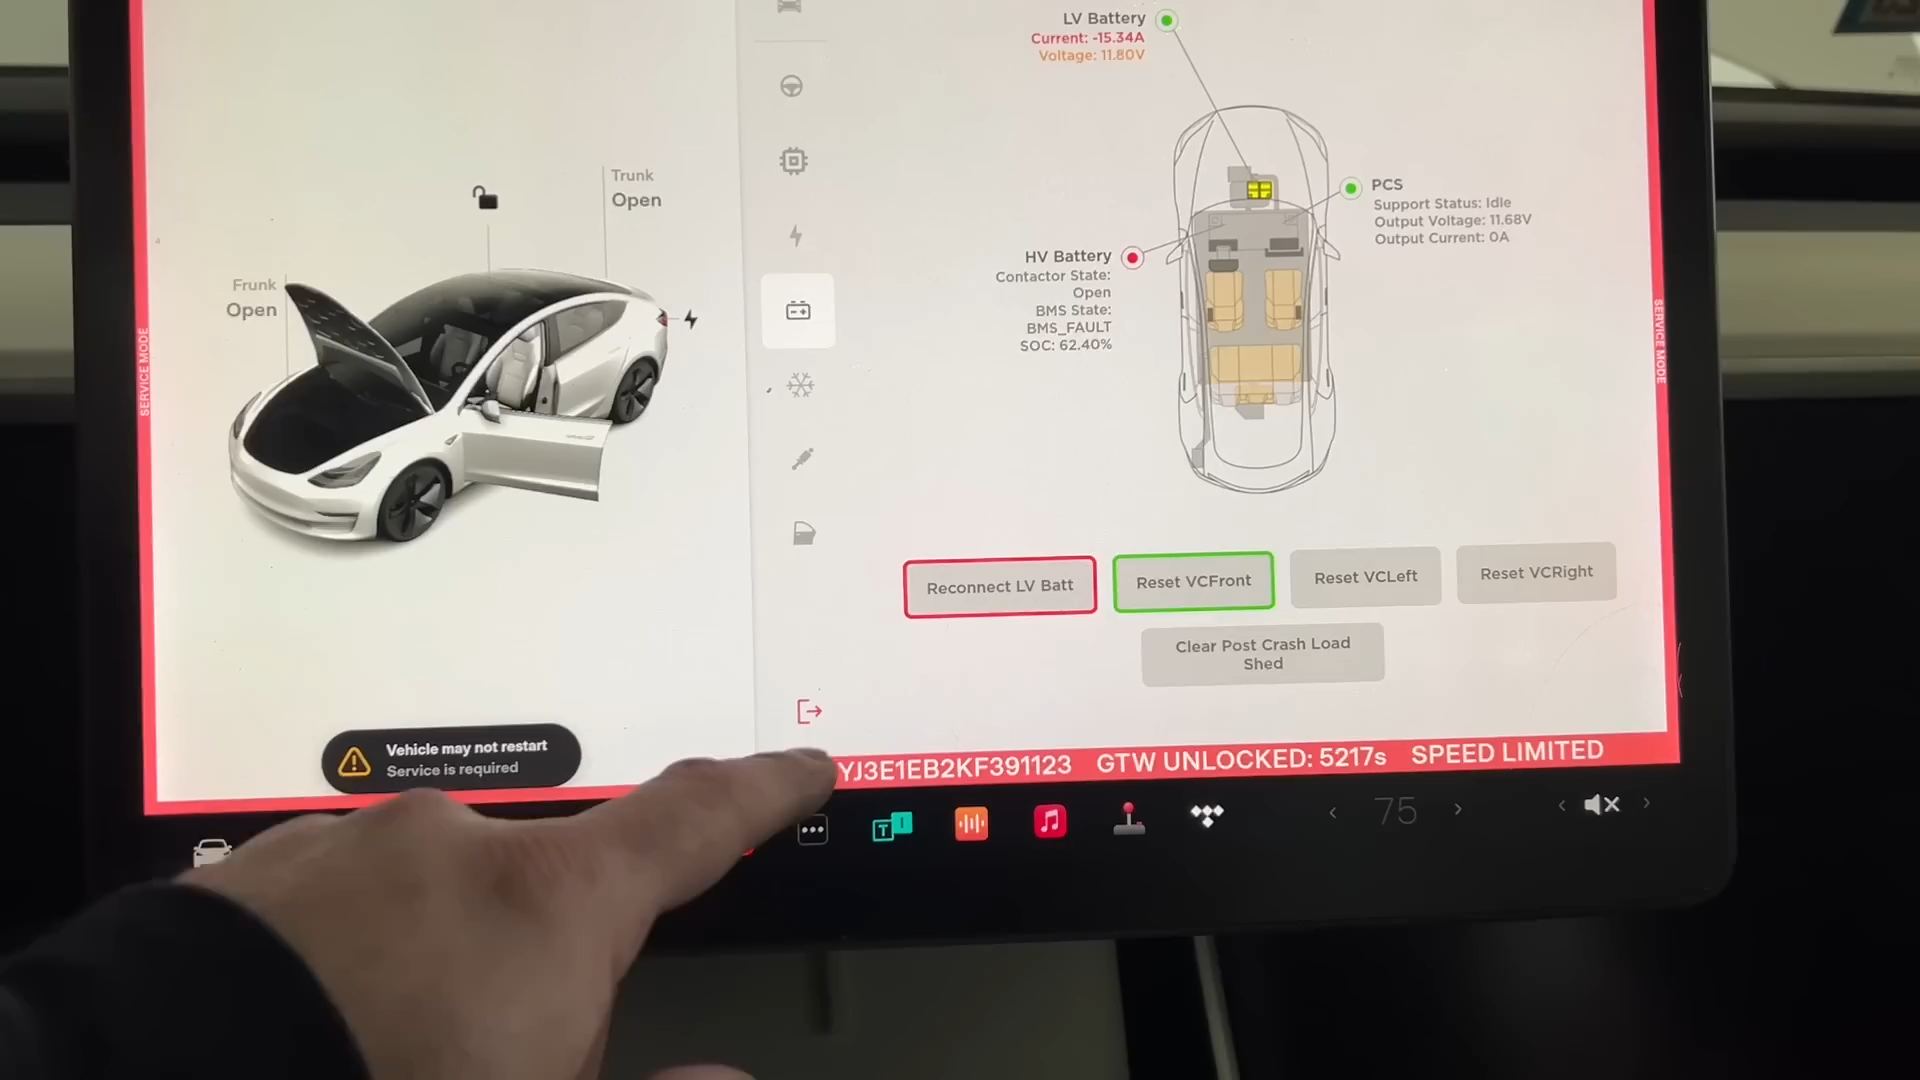 LV Battery
Current: -15.34A
Voltage: 11.80V
Trunk
Open
PCS
Support Status: Idle
Output Voltage: 11.68V
Output Current: 0A
HV Battery
Contactor State:
Open
BMS State:
BMS_FAULT
SOC: 62.40%
Frunk
Open
SERVICE MODE
SERVICE MODE
Reconnect LV Batt
Reset VCFront
Reset VCLeft
Reset VCRight
Clear Post Crash Load
Shed
Vehicle may not restart
Service is required
YJ3E1EB2KF391123 GTW UNLOCKED: 5217s SPEED LIMITED
T
I
75